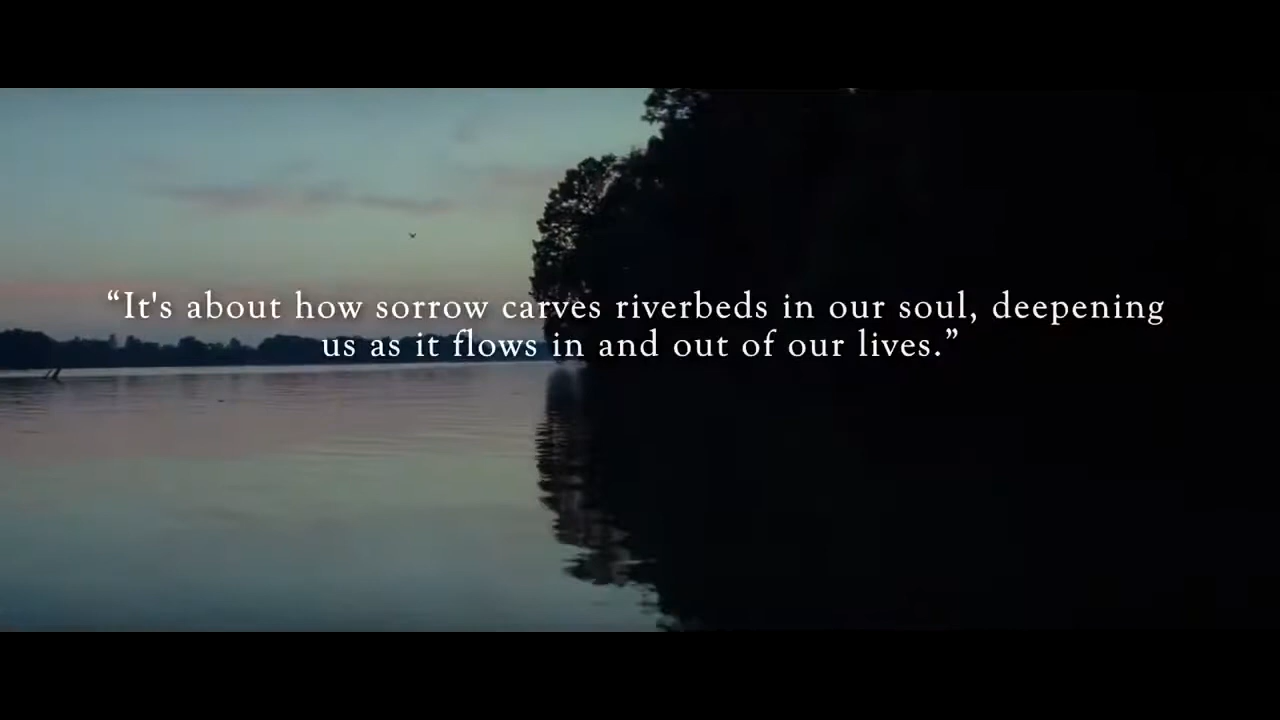 “It's about how sorrow carves riverbeds in our soul, deepening
us as it flows in and out of our lives.”